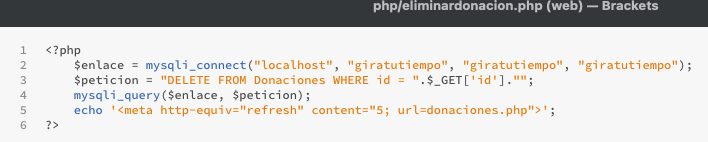 php/eliminardonacion.php (web) — Brackets
1 <?php
2 $enlace = mysqli_connect("localhost", "giratutiempo", "giratutiempo", "giratutiempo");
3 $peticion = "DELETE FROM Donaciones WHERE id = ".$_GET['id']."";
4 mysqli_query($enlace, $peticion);
5 echo '<meta http-equiv="refresh" content="5; url=donaciones.php">';
6 ?>